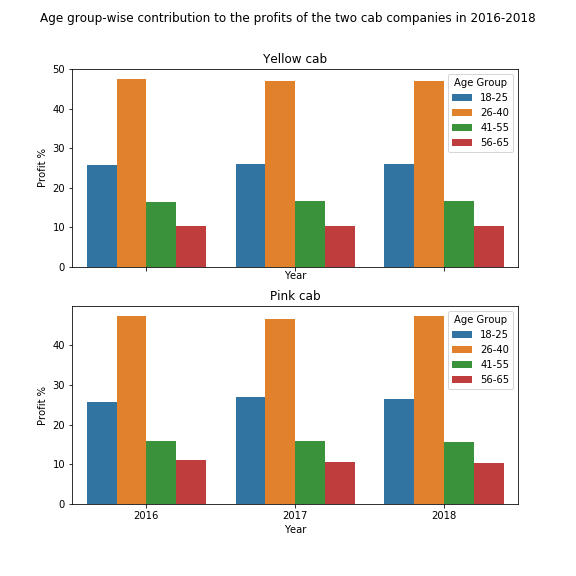 Age group-wise contribution to the profits of the two cab companies in 2016-2018
Yellow cab
50
40
30
20
10
0
Profit %
Age Group
18-25
26-40
41-55
56-65
Year
Pink cab
40
30
20
10
0
Profit %
Age Group
18-25
26-40
41-55
56-65
2016 2017 2018
Year